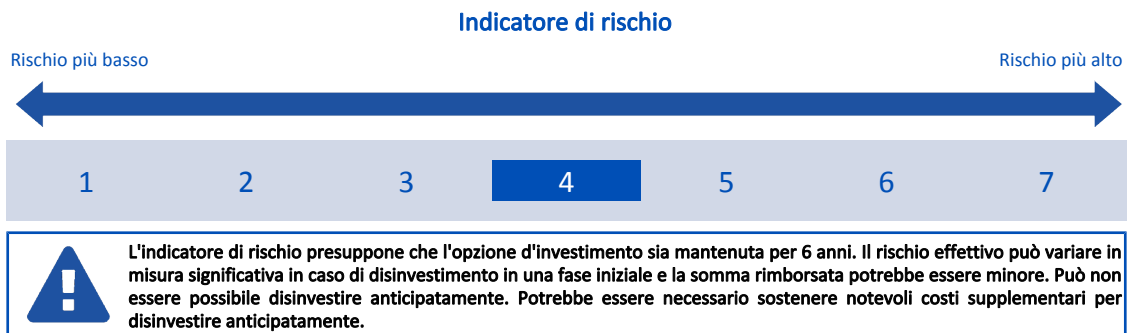 Indicatore di rischio
Rischio più basso
Rischio più alto
1 2 3 4 5 6 7
L'indicatore di rischio presuppone che l'opzione d'investimento sia mantenuta per 6 anni. Il rischio effettivo può variare in
misura significativa in caso di disinvestimento in una fase iniziale e la somma rimborsata potrebbe essere minore. Può non
essere possibile disinvestire anticipatamente. Potrebbe essere necessario sostenere notevoli costi supplementari per
disinvestire anticipatamente.